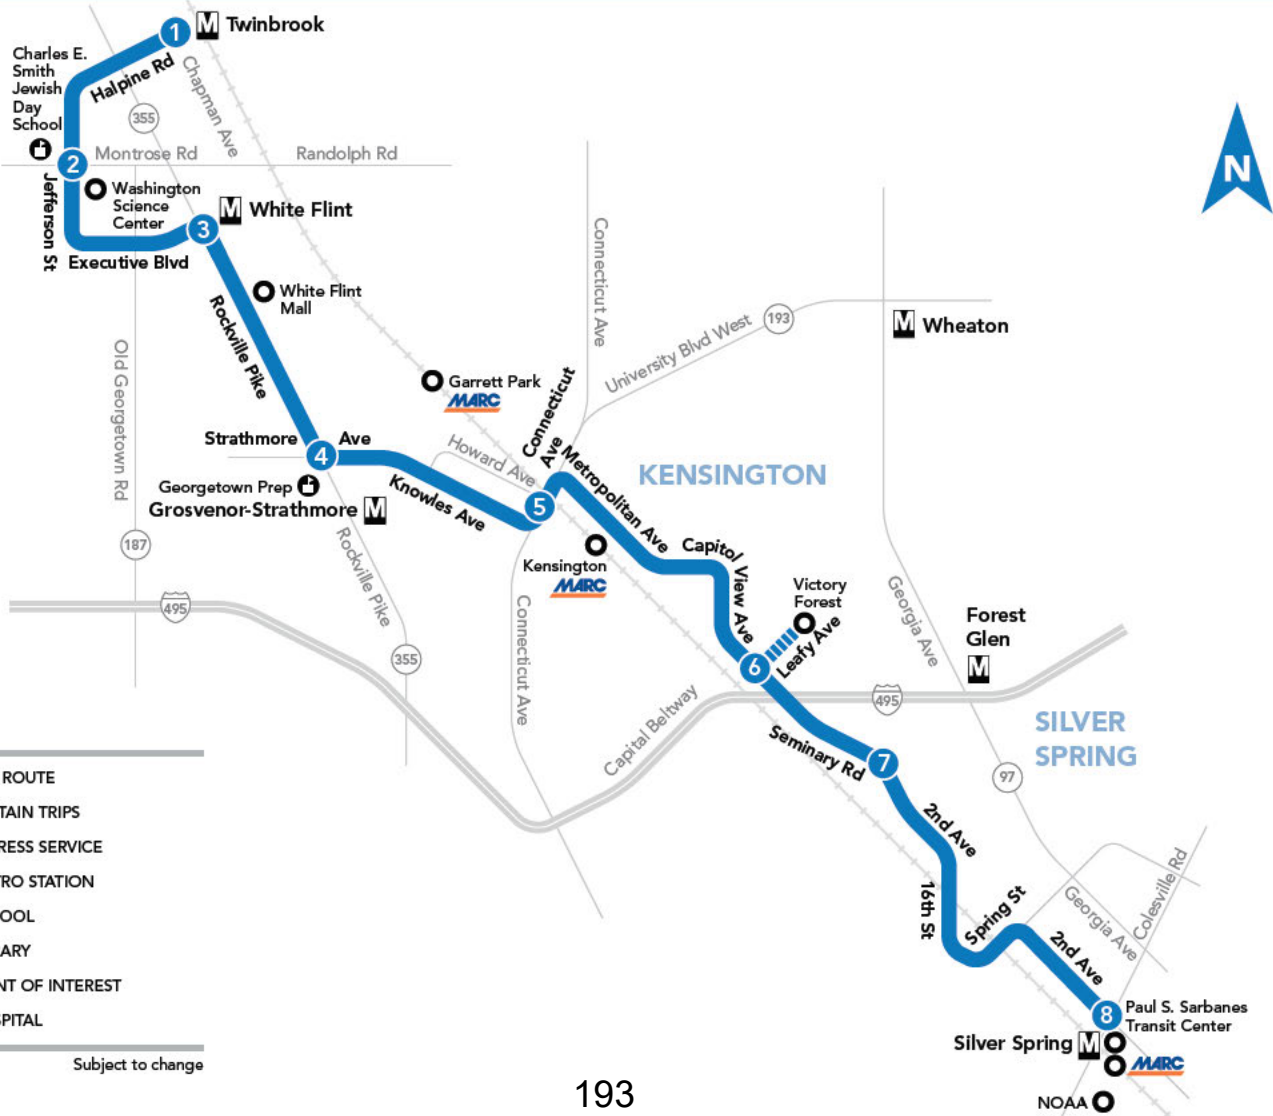 1
M
Twinbrook
Charles E.
Smith
Jewish
Day
School
Halpine Rd
Chapman Ave
355
2
Montrose Rd
Randolph Rd
Jefferson St
Washington
Science
Center
M
White Flint
3
Executive Blvd
White Flint
Mall
Rockville Pike
Old Georgetown Rd
187
N
Connecticut Ave
University Blvd West
193
M
Wheaton
Garrett Park
MARC
Connecticut
Ave
Strathmore
Ave
4
Howard Ave
Georgetown Prep
Grosvenor-Strathmore
M
Knowles Ave
5
Metropolitan Ave
KENSINGTON
Kensington
MARC
Capitol
View Ave
Rockville Pike
355
495
Connecticut Ave
Victory
Forest
Leafy Ave
6
Georgia Ave
Forest
Glen
M
495
Capital Beltway
SILVER
SPRING
Seminary Rd
7
97
2nd Ave
16th St
Spring St
2nd Ave
Georgia Ave
Colesville Rd
8
Paul S. Sarbanes
Transit Center
Silver Spring
M
MARC
NOAA
ROUTE
TAIN TRIPS
RESS SERVICE
TRO STATION
OOL
ARY
NT OF INTEREST
SPITAL
Subject to change
193